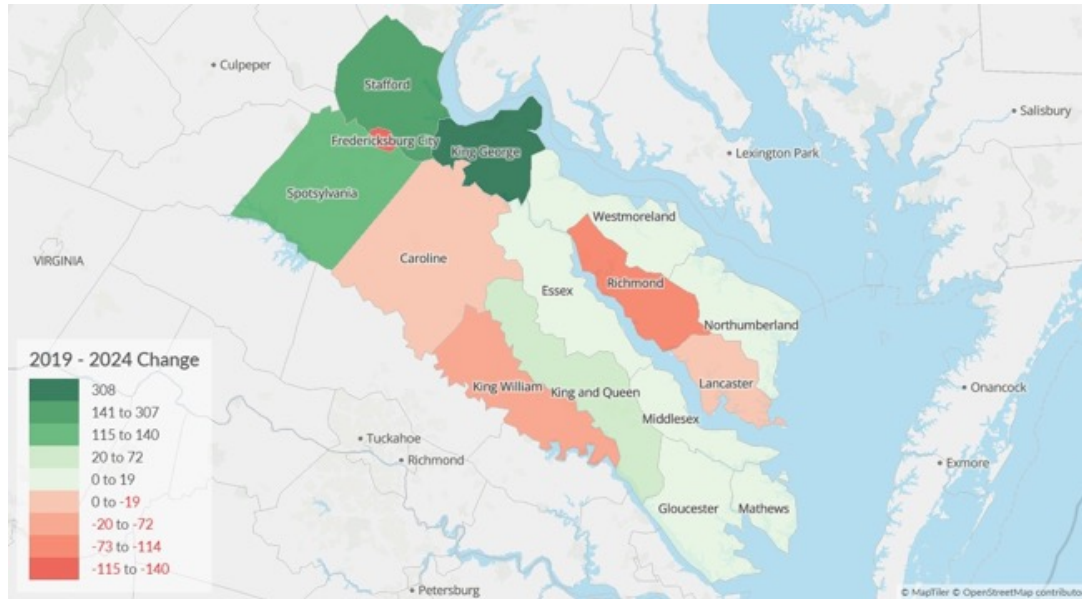 Culpeper
Stafford
Salisbury
Fredericksburg City
King George
Lexington Park
Spotsylvania
Westmoreland
VIRGINIA
Caroline
Richmond
Essex
Northumberland
2019 - 2024 Change
308
141 to 307
115 to 140
20 to 72
0 to 19
0 to -19
-20 to -72
-73 to -114
-115 to -140
King William
King and Queen
Lancaster
Onancock
Middlesex
Tuckahoe
Richmond
Exmore
Gloucester
Mathews
Petersburg
© MapTiler © OpenStreetMap contributo